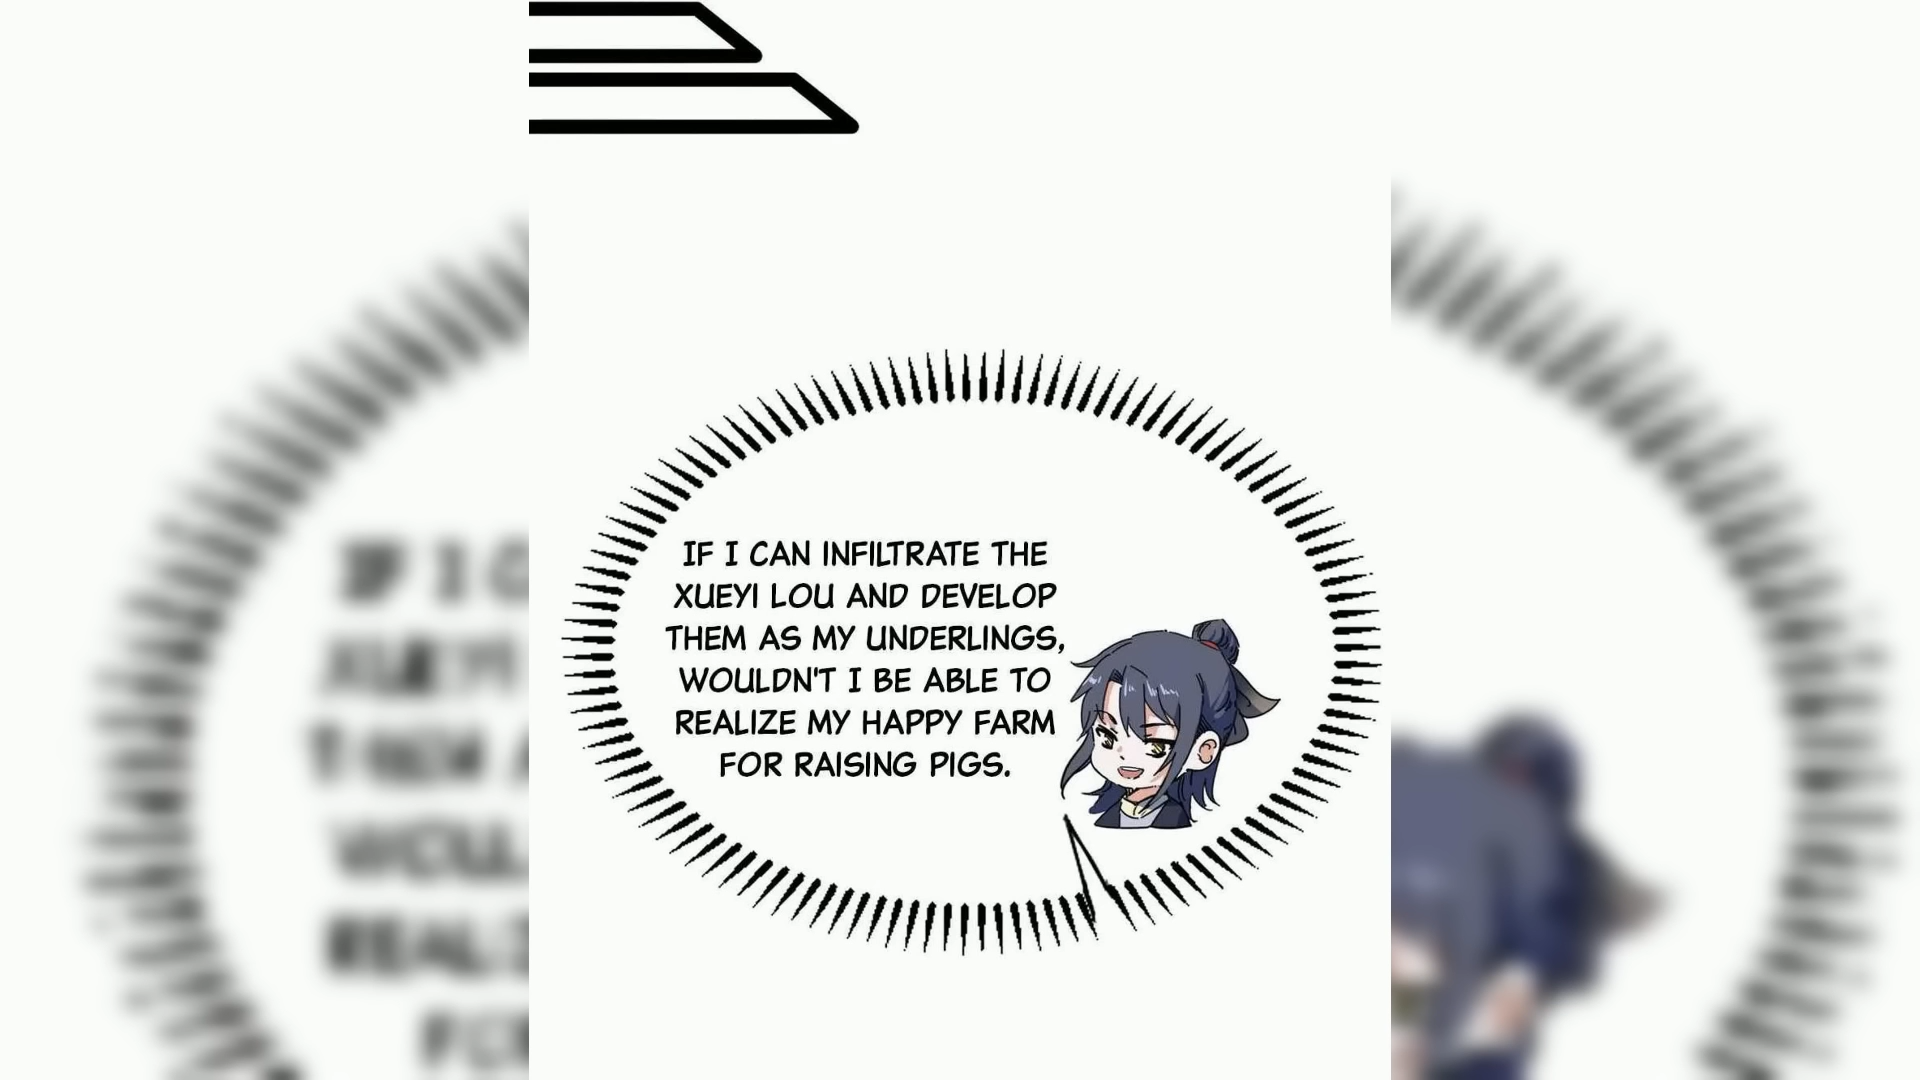 IF I CAN INFILTRATE THE
XUEYI LOU AND DEVELOP
THEM AS MY UNDERLINGS,
WOULDN'T I BE ABLE TO
REALIZE MY HAPPY FARM
FOR RAISING PIGS.